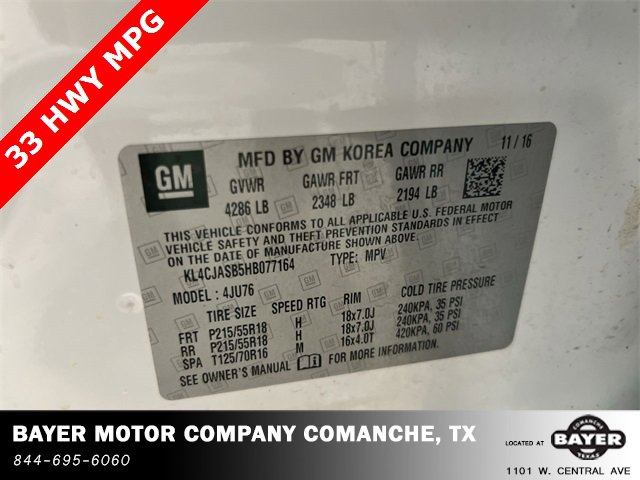 33 HWY MPG
GM
MFD BY GM KOREA COMPANY 11/16
GVWR GAWR FRT GAWR RR
4286 LB 2348 LB 2194 LB
THIS VEHICLE CONFORMS TO ALL APPLICABLE U.S. FEDERAL MOTOR
VEHICLE SAFETY AND THEFT PREVENTION STANDARDS IN EFFECT
ON THE DATE OF MANUFACTURE SHOWN ABOVE.
KL4CJASB5HB077164 TYPE: MPV
MODEL: 4JU76
TIRE SIZE SPEED RTG RIM COLD TIRE PRESSURE
FRT P215/55R18 H 18x7.0J 240KPA, 35 PSI
RR P215/55R18 H 18x7.0J 240KPA, 35 PSI
SPA T125/70R16 M 16x4.0T 420KPA, 60 PSI
SEE OWNER'S MANUAL FOR MORE INFORMATION.
BAYER MOTOR COMPANY COMANCHE, TX
844-695-6060
LOCATED AT
COMANCHE
BAYER
TEXAS
1101 W. CENTRAL AVE